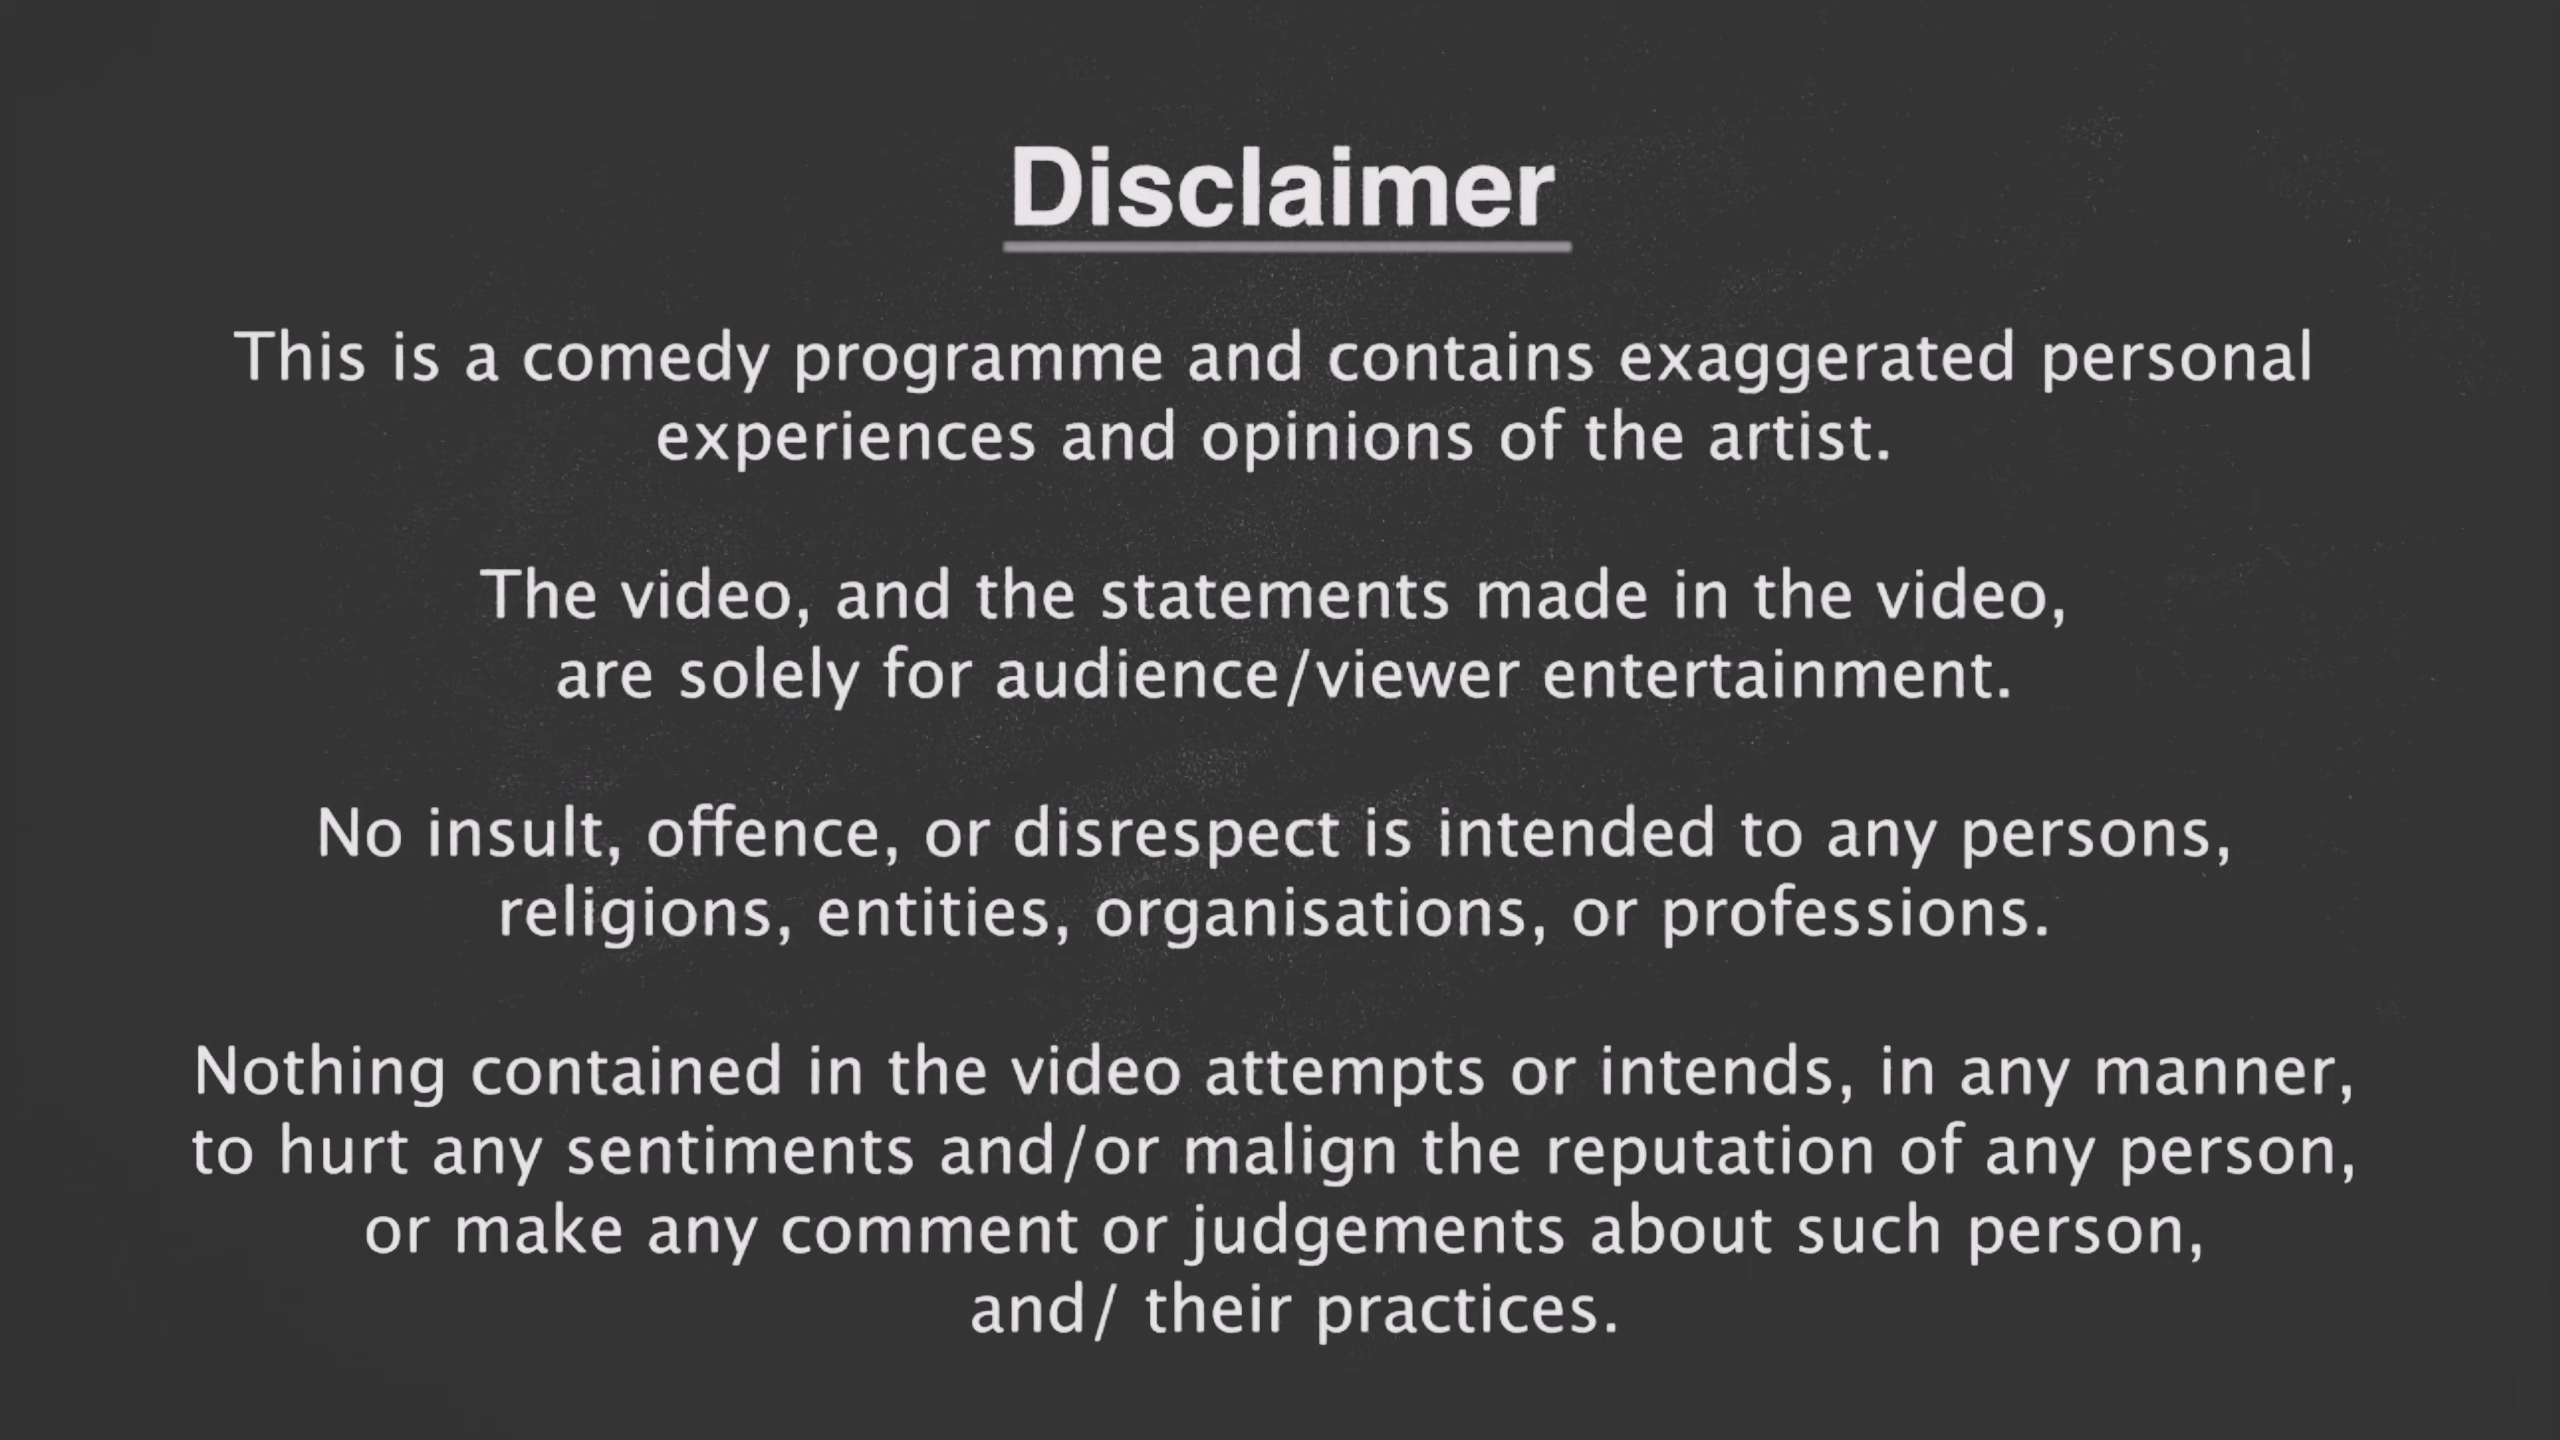 Disclaimer
This is a comedy programme and contains exaggerated personal
experiences and opinions of the artist.
The video, and the statements made in the video,
are solely for audience/viewer entertainment.
No insult, offence, or disrespect is intended to any persons,
religions, entities, organisations, or professions.
Nothing contained in the video attempts or intends, in any manner,
to hurt any sentiments and/or malign the reputation of any person,
or make any comment or judgements about such person,
and/ their practices.